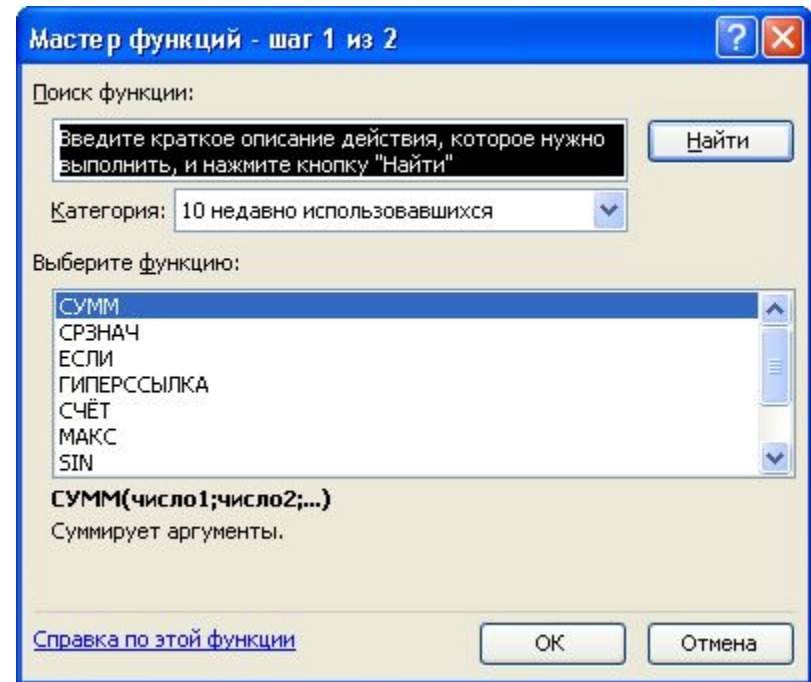 Мастер функций - шаг 1 из 2
Поиск функции:
Введите краткое описание действия, которое нужно
выполнить, и нажмите кнопку "Найти"
Найти
Категория: 10 недавно использовавшихся
Выберите функцию:
СУММ
СРЗНАЧ
ЕСЛИ
ГИПЕРССЫЛКА
СЧЁТ
МАКС
SIN
СУММ(число1;число2;...)
Суммирует аргументы.
Справка по этой функции
ОК
Отмена